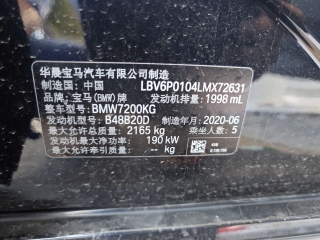 华晨宝马汽车有限公司制造
制造国：中国 LBV6P0104LMX72631
品牌：宝马(BMW)牌 发动机排量：1998 mL
整车型号：BMW7200KG
发动机型号：B48B20D 制造年月：2020-06
最大允许总质量：2165 kg 乘坐人数：5
发动机最大净功率：190 kW
最大允许牵引质量：-- kg